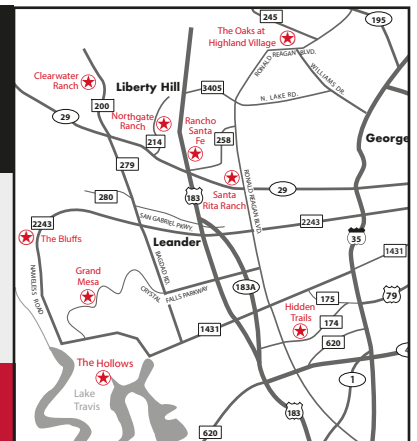 245
195
The Oaks at
Highland Village
RONALD REAGAN BLVD.
WILLIAMS DR.
Clearwater
Ranch
Liberty Hill
3405
N. LAKE RD.
200
29
Northgate
Ranch
Rancho
Santa
Fe
214
258
George
279
280
183
Santa
Rita Ranch
29
RONALD REAGAN BLVD.
2243
SAN GABRIEL PKWY.
2243
The Bluffs
Leander
35
1431
NAMELESS ROAD
Grand
Mesa
BAGDAD RD.
CRYSTAL FALLS PARKWAY
183A
175
79
Hidden
Trails
174
1431
620
4
The Hollows
1
Lake
Travis
183
620